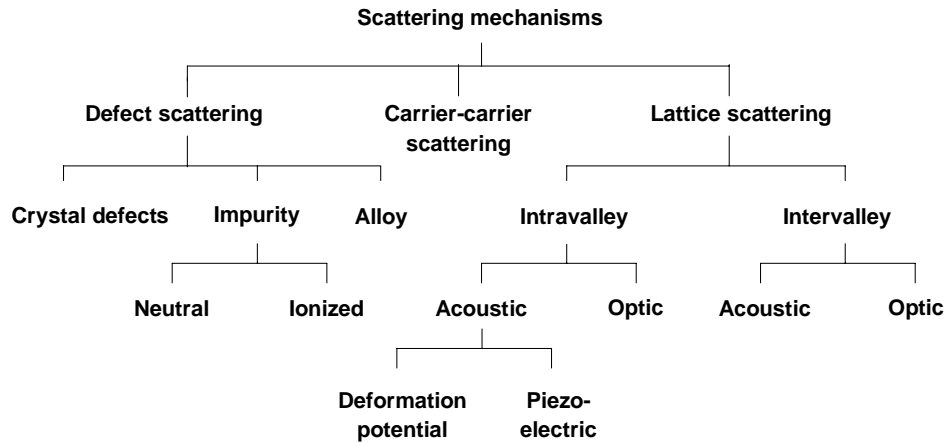 Scattering mechanisms
Defect scattering
Carrier-carrier
scattering
Lattice scattering
Crystal defects
Impurity
Alloy
Intravalley
Intervalley
Neutral
Ionized
Acoustic
Optic
Acoustic
Optic
Deformation
potential
Piezo-
electric